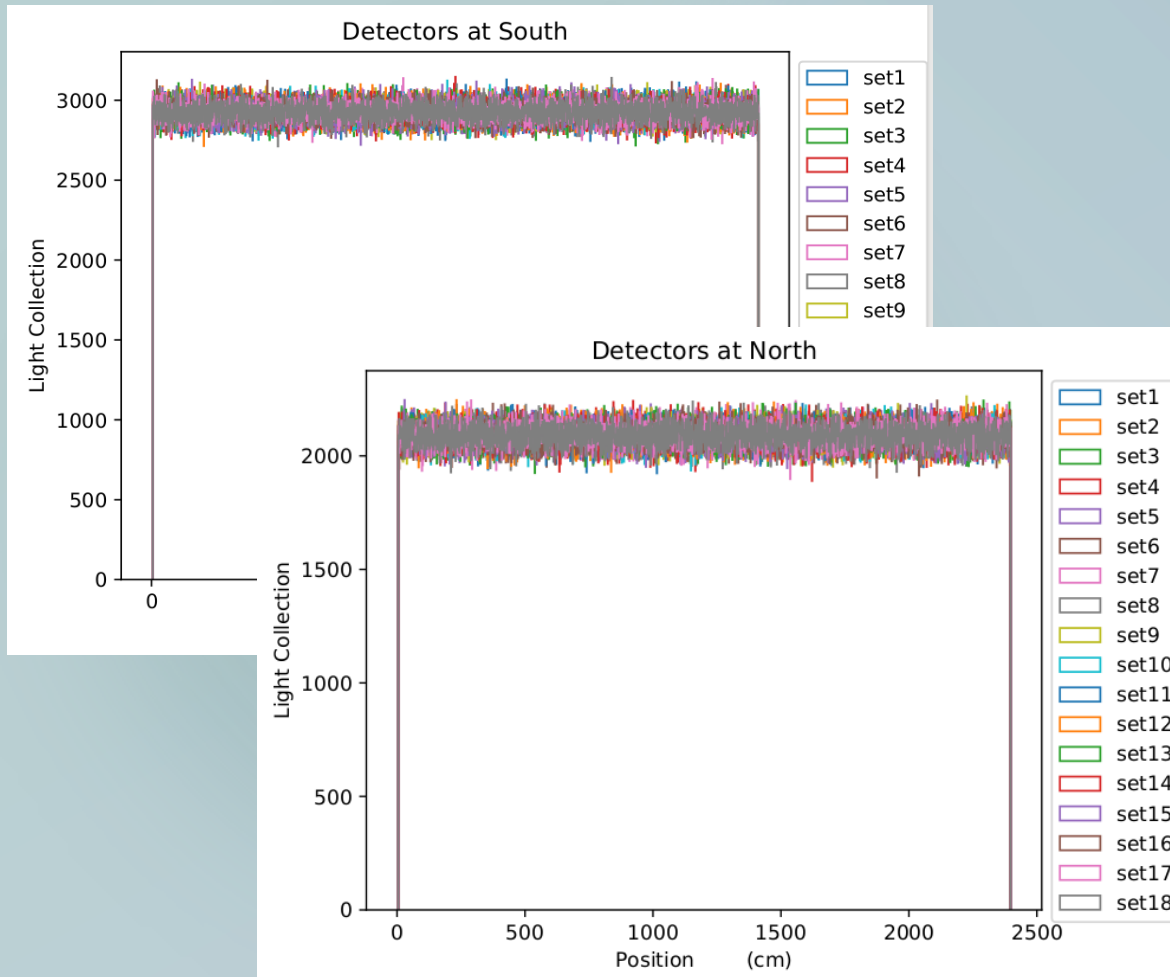 Detectors at South
Light Collection
3000
2500
2000
1500
1000
500
0
0
set1
set2
set3
set4
set5
set6
set7
set8
set9
Detectors at North
Light Collection
2000
1500
1000
500
0
0 500 1000 1500 2000 2500
Position (cm)
set1
set2
set3
set4
set5
set6
set7
set8
set9
set10
set11
set12
set13
set14
set15
set16
set17
set18